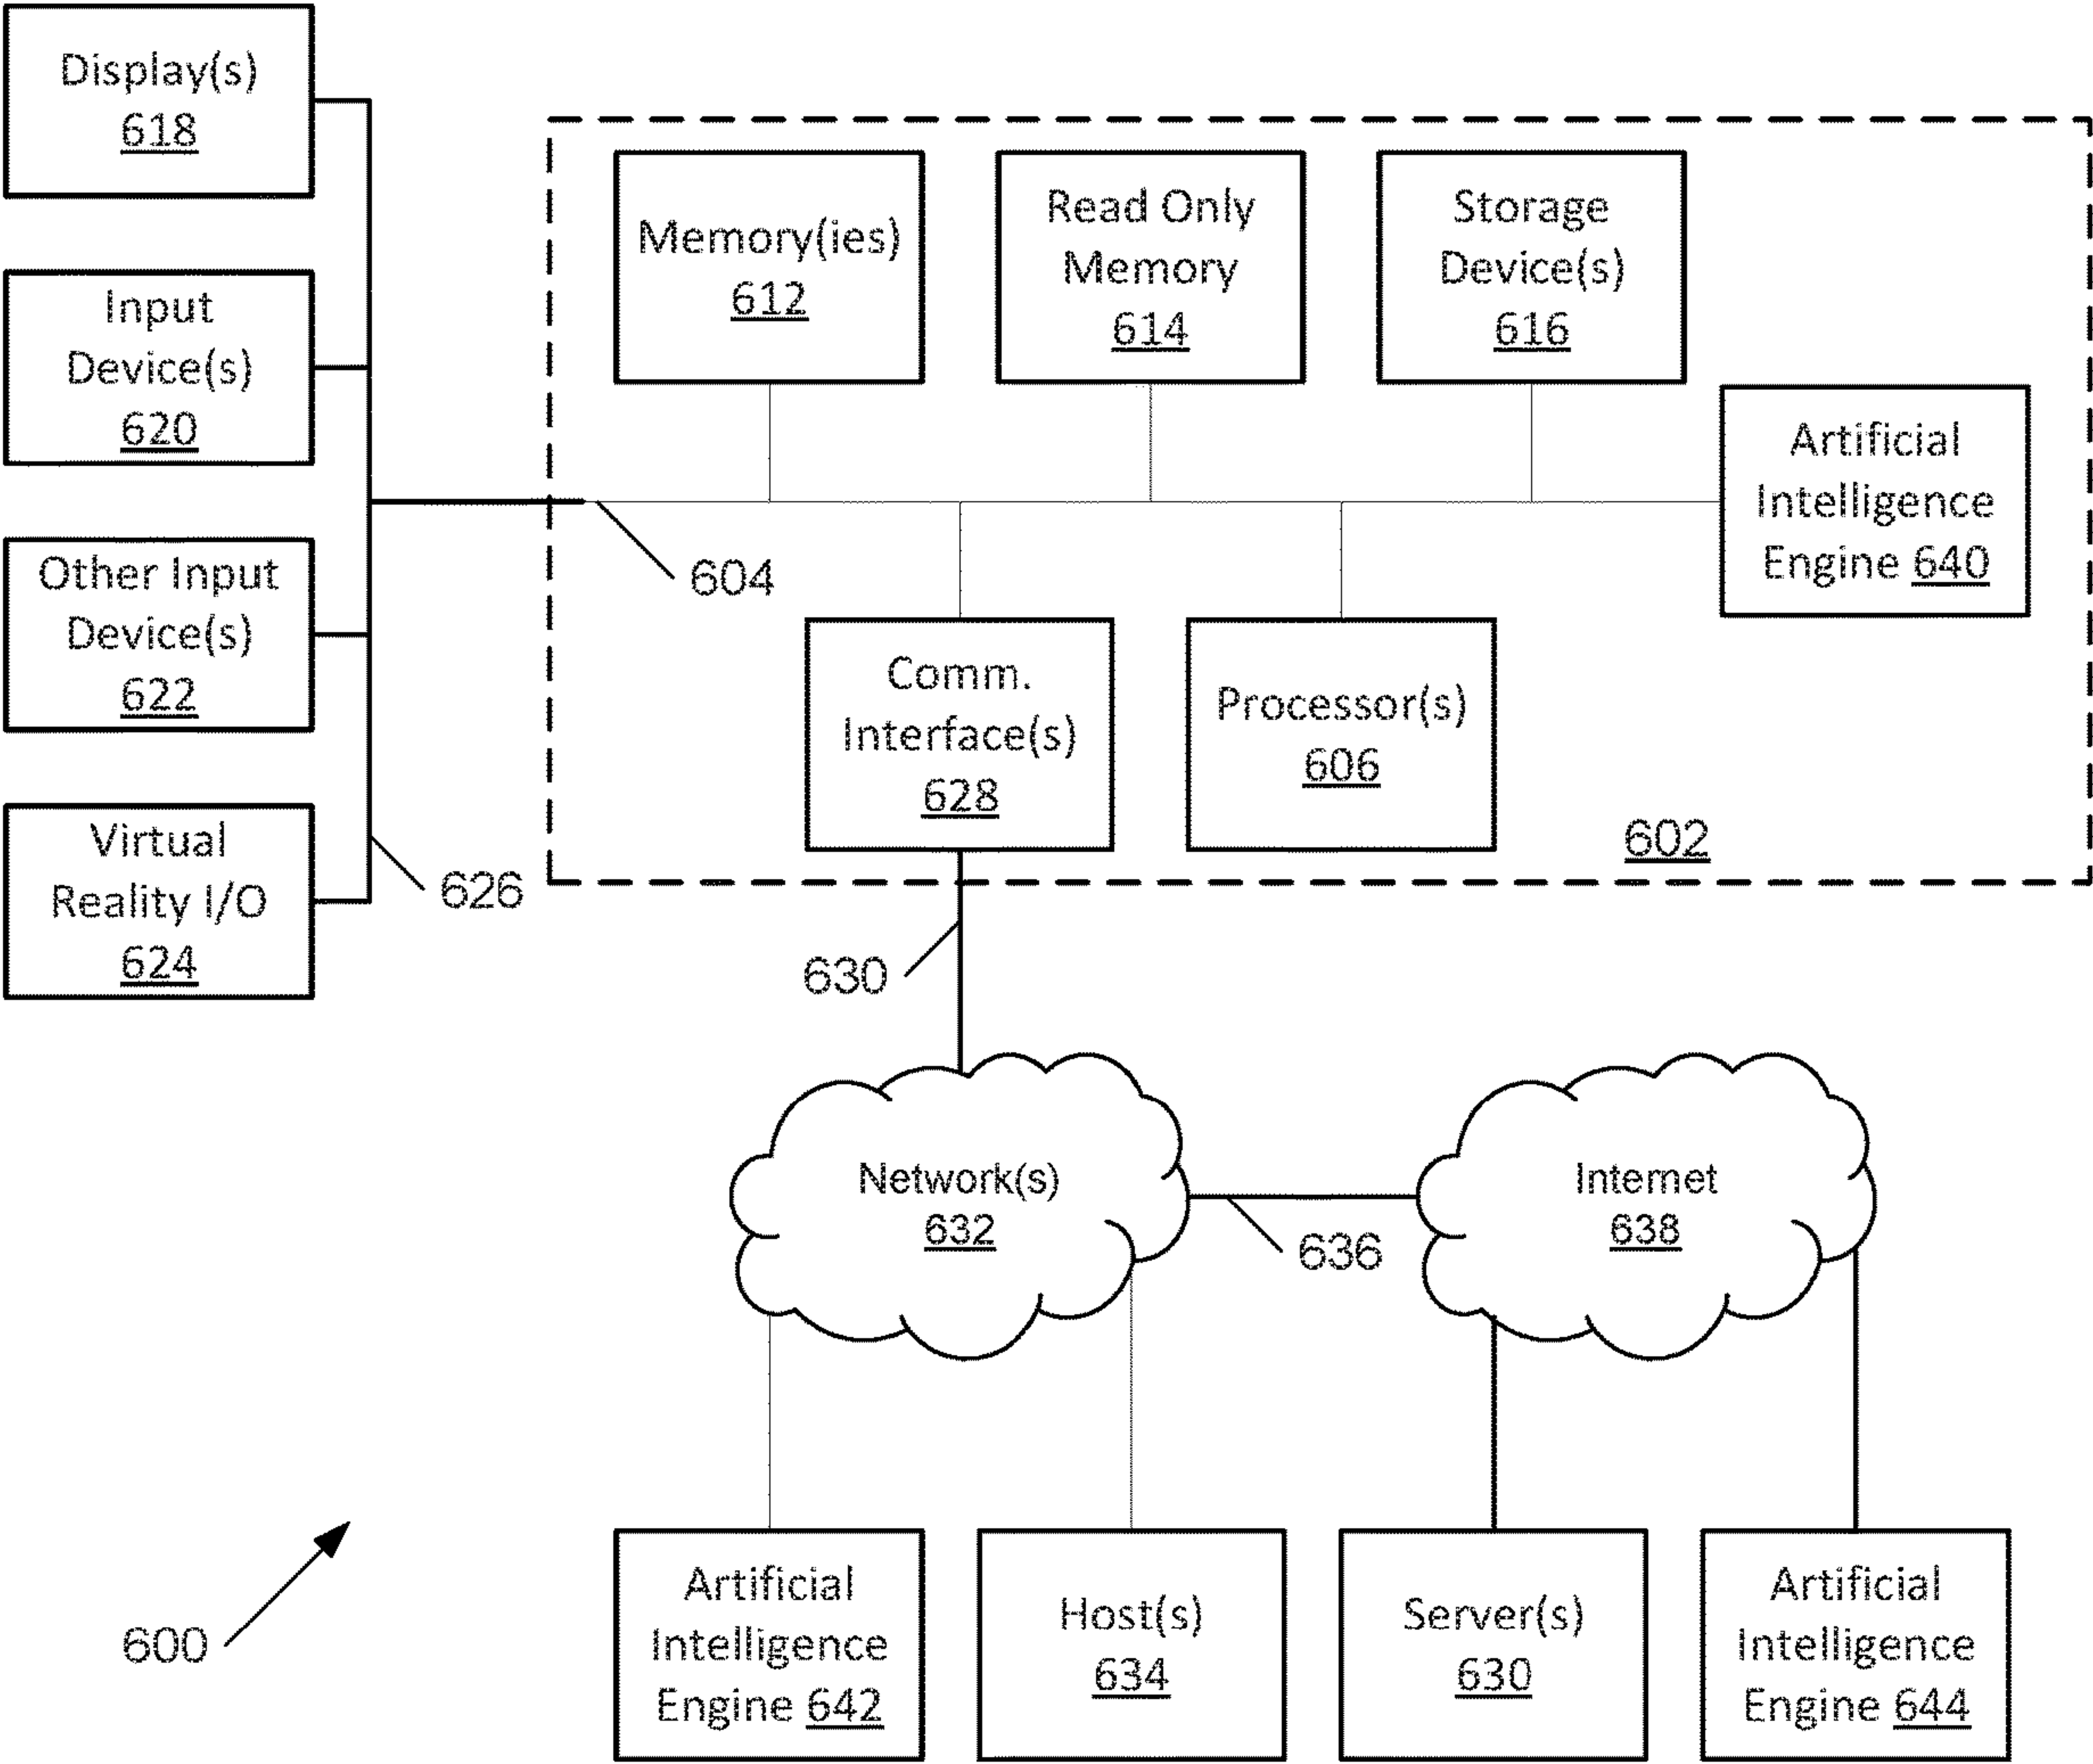 Display(s)
618
Input
Device(s)
620
Other Input
Device(s)
622
Virtual
Reality I/O
624
626
Memory(ies)
612
Read Only
Memory
614
Storage
Device(s)
616
Artificial
Intelligence
Engine 640
604
Comm.
Interface(s)
628
Processor(s)
606
602
630
Network(s)
632
636
Internet
638
600
Artificial
Intelligence
Engine 642
Host(s)
634
Server(s)
630
Artificial
Intelligence
Engine 644